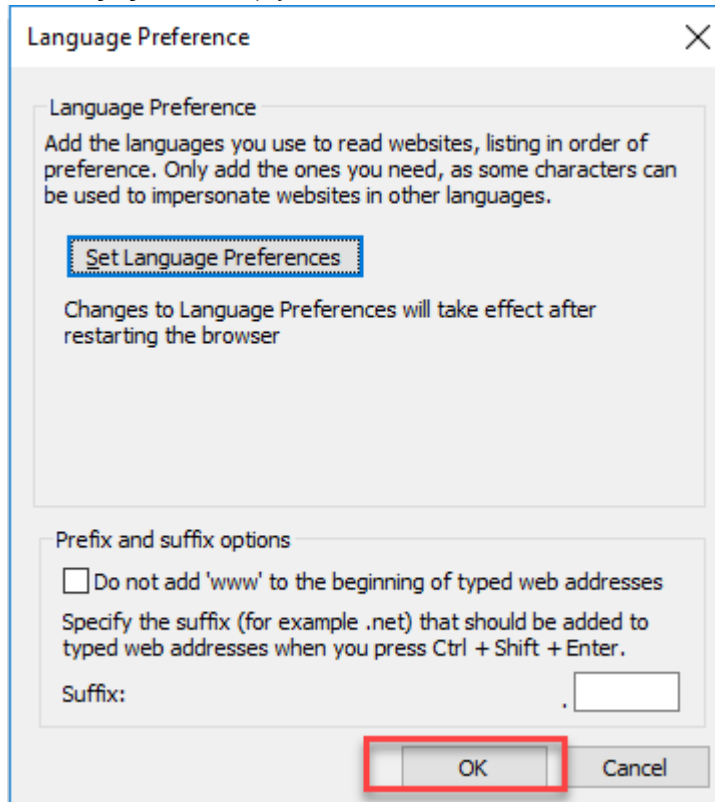 Language Preference
Language Preference
Add the languages you use to read websites, listing in order of
preference. Only add the ones you need, as some characters can
be used to impersonate websites in other languages.
Set Language Preferences
Changes to Language Preferences will take effect after
restarting the browser
Prefix and suffix options
Do not add 'www' to the beginning of typed web addresses
Specify the suffix (for example .net) that should be added to
typed web addresses when you press Ctrl + Shift + Enter.
Suffix: .
OK Cancel